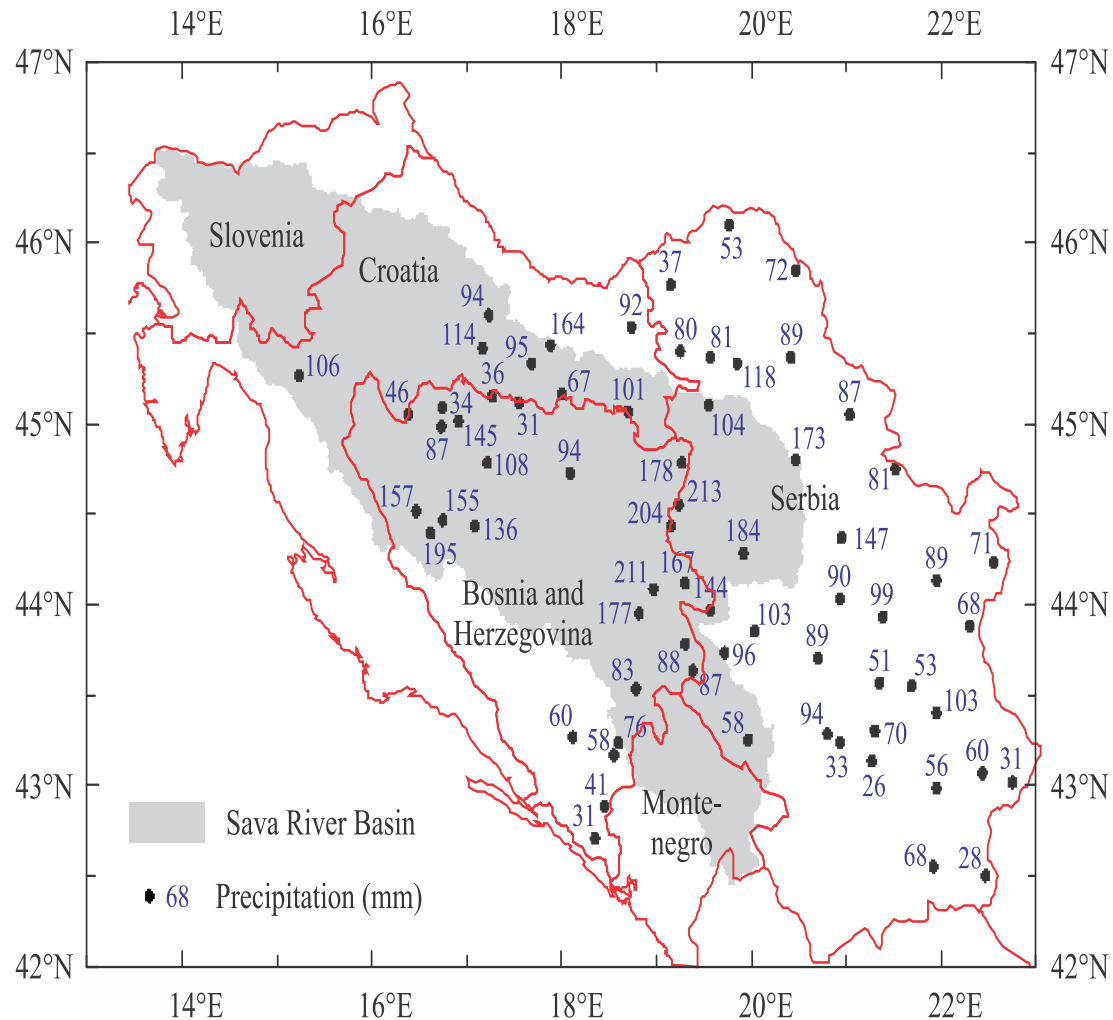 14°E 16°E 18°E 20°E 22°E
47°N 47°N
46°N 46°N
45°N 45°N
44°N 44°N
43°N 43°N
42°N 42°N
Slovenia
Croatia
Serbia
Bosnia and
Herzegovina
Monte-
negro
53
37 72
94 92
164
114 95 80 81 89
118
106
36 67 101
46 34 87
31 104
87 145
94 173
108 178 81
157 155 213
204
136 184
195 147
167 71
211 89
144 90
177 99 68
103
88 96 89
87 51 53
83
103
60 76 58 94
58 70
33
60 31
26 56
41
31
68 28
Sava River Basin
68 Precipitation (mm)
14°E 16°E 18°E 20°E 22°E